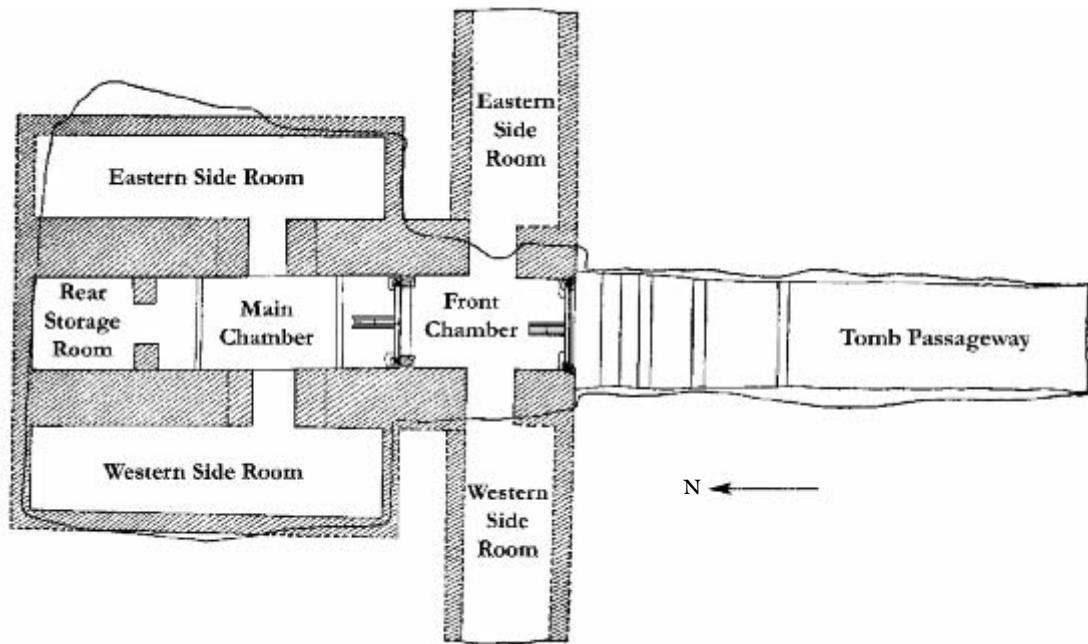 Eastern
Side
Room
Eastern Side Room
Rear
Storage
Room
Main
Chamber
Front
Chamber
Tomb Passageway
Western Side Room
Western
Side
Room
N